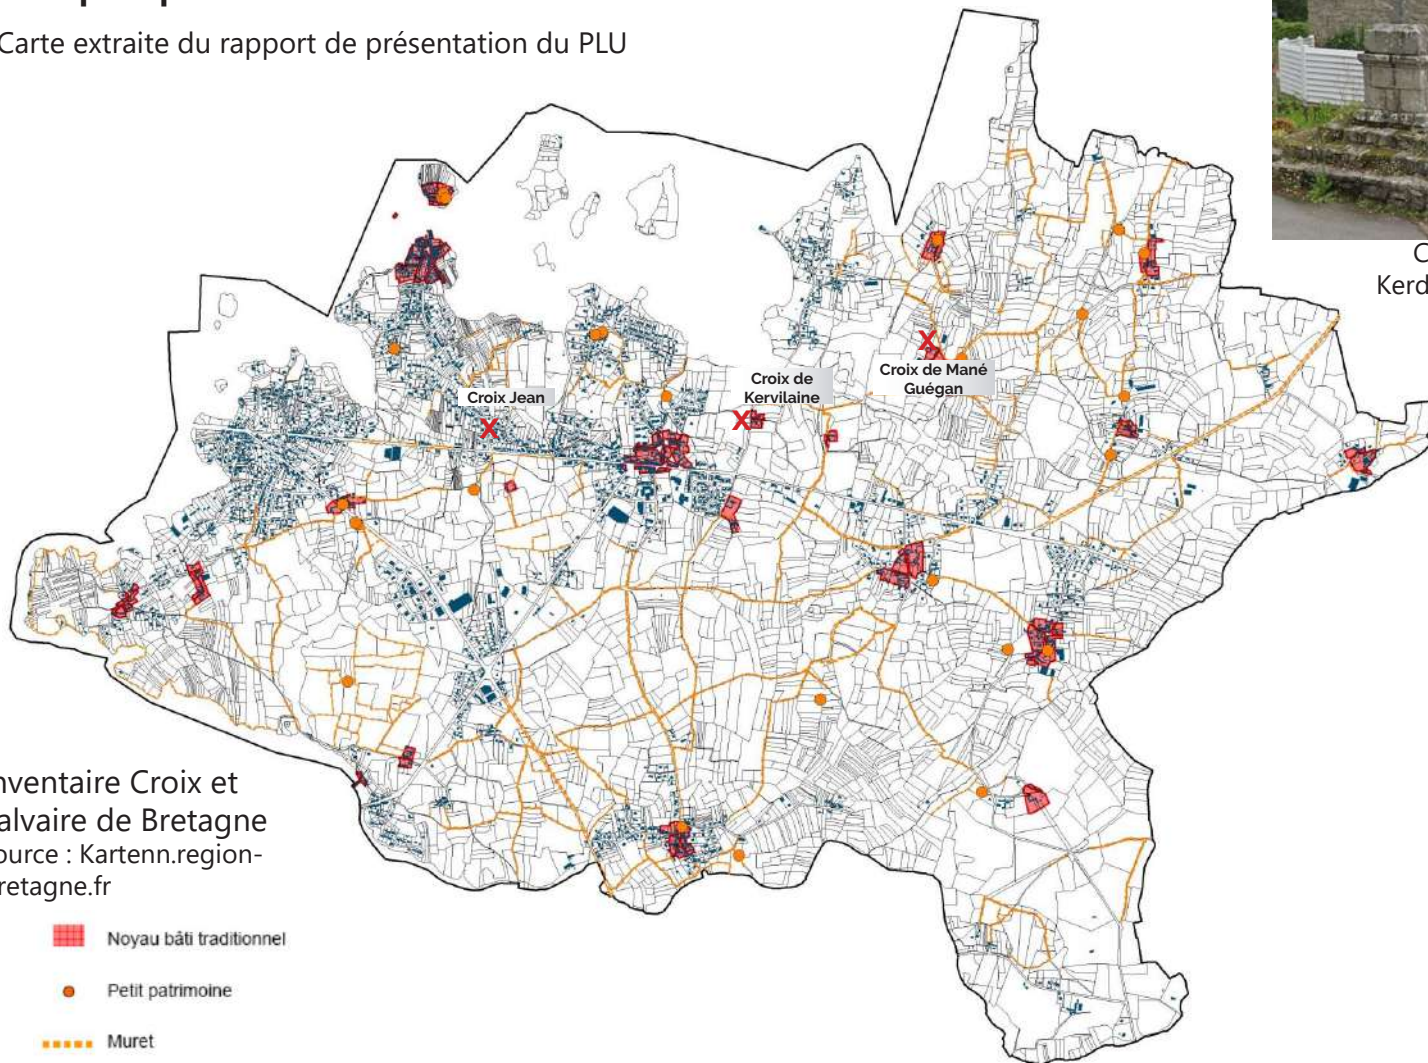 Carte extraite du rapport de présentation du PLU
Kerd
Croix Jean
Croix de
Kervilaine
Croix de Mané
Guégan
X
X
X
nventaire Croix et
alvaire de Bretagne
ource : Kartenn.region-
retagne.fr
Noyau bâti traditionnel
Petit patrimoine
Muret